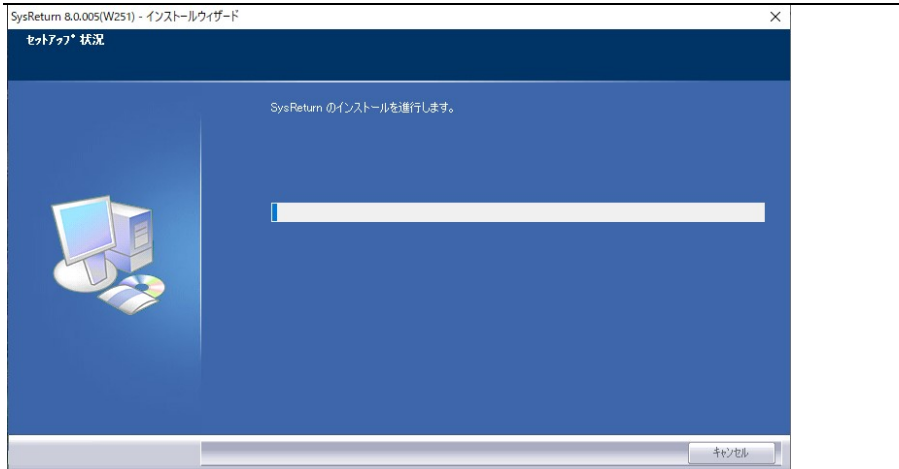 SysReturn 8.0.005(W251) - インストールウィザード
セットアップ 状況
SysReturn のインストールを進行します。
キャンセル